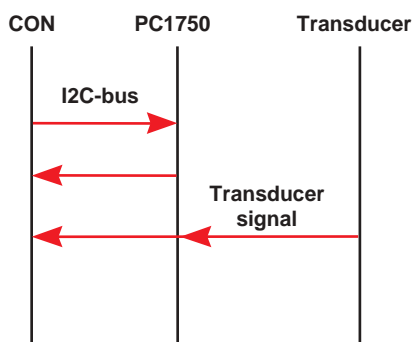 CON PC1750 Transducer
I2C-bus
Transducer
signal